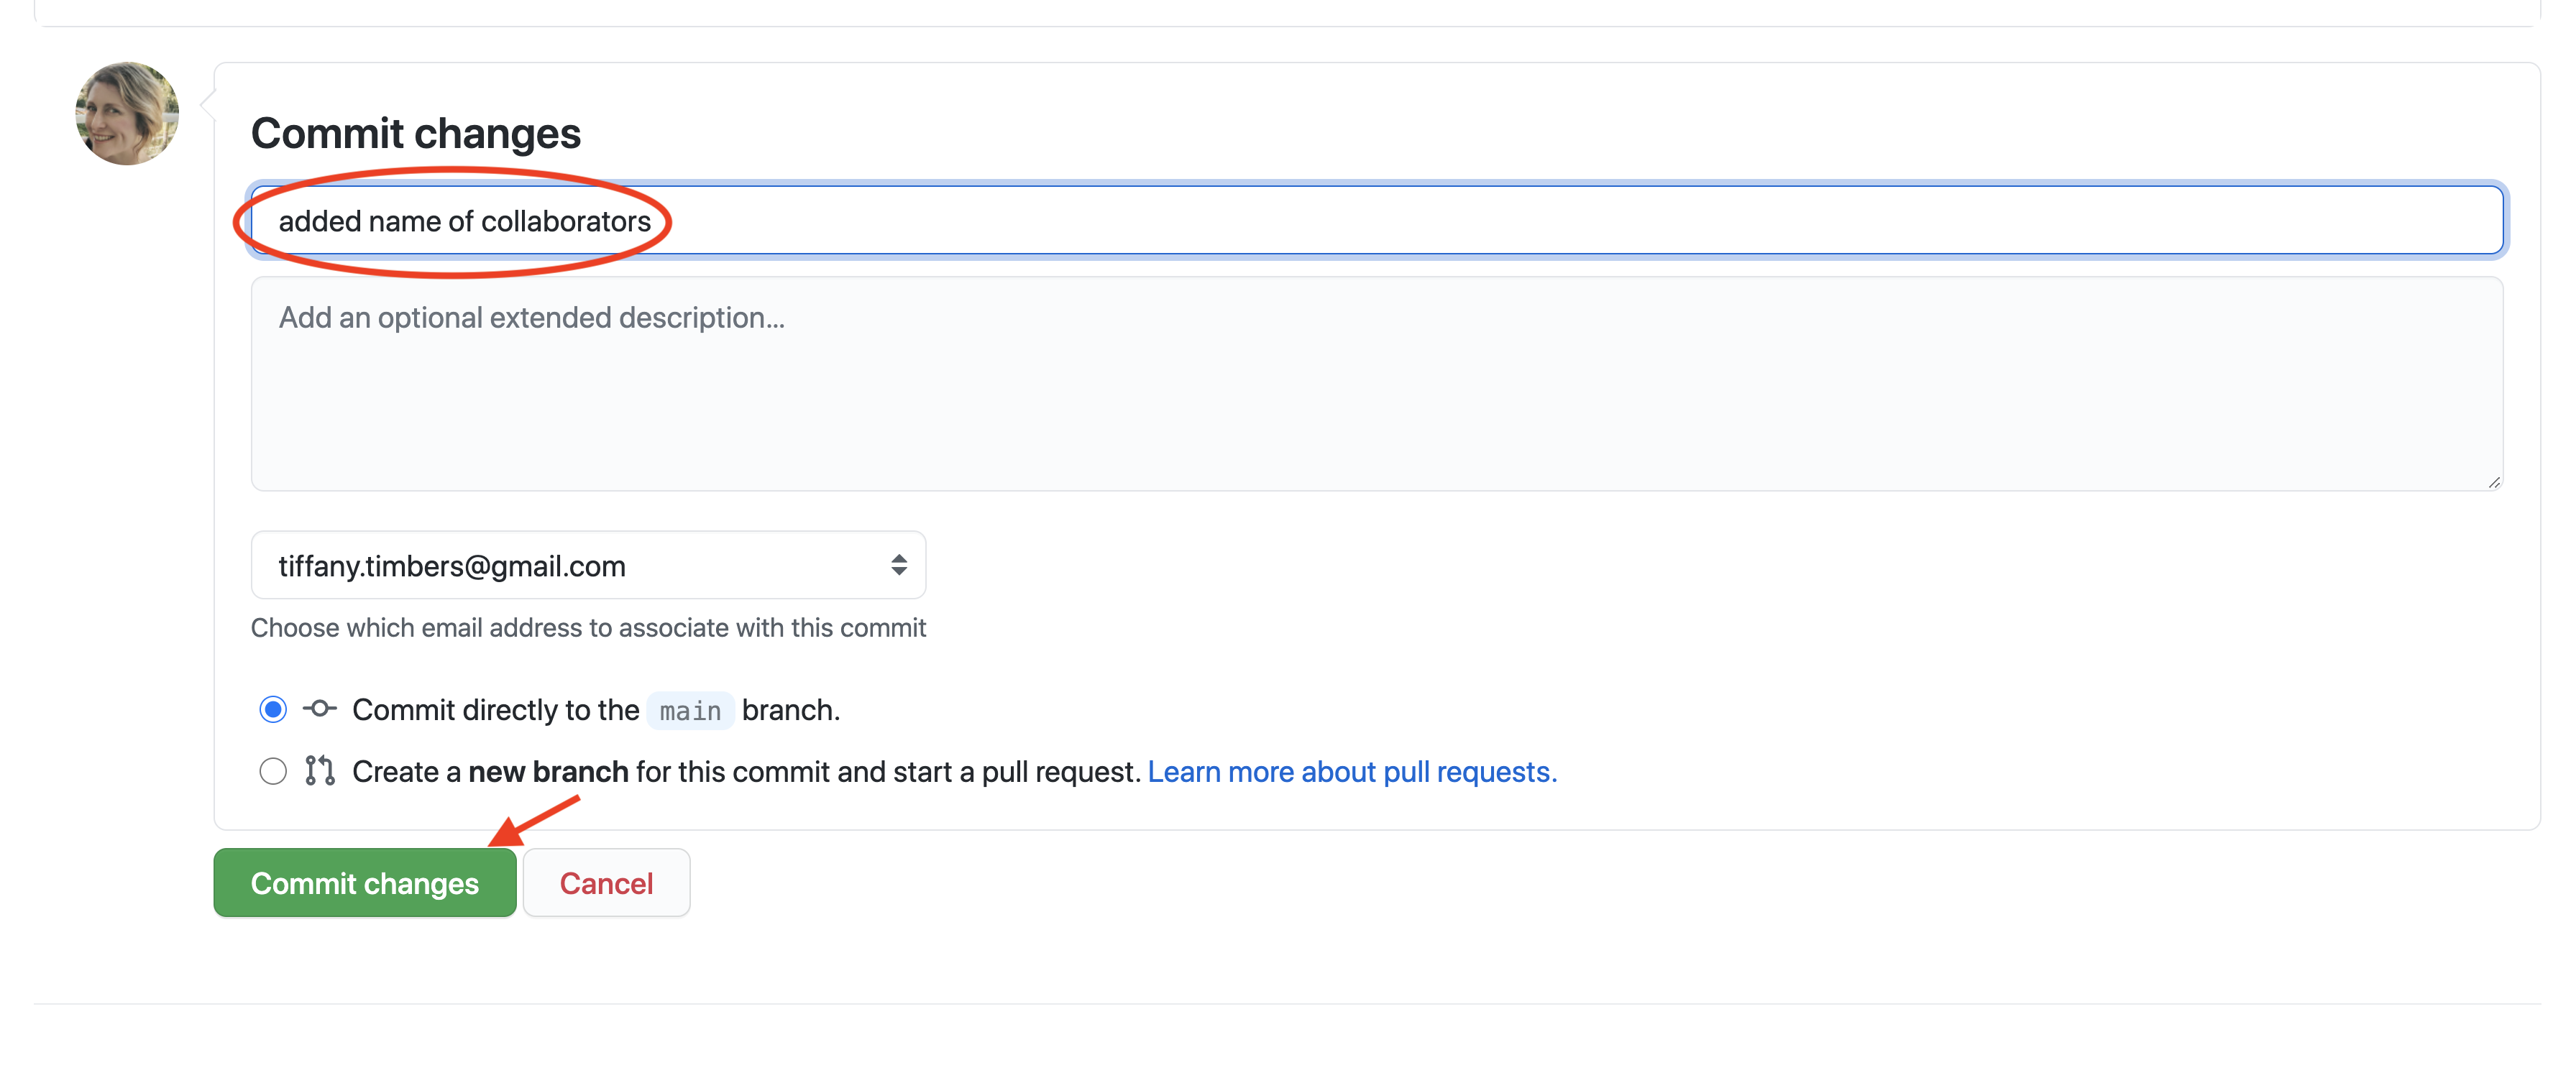 Commit changes
added name of collaborators
Add an optional extended description...
tiffany.timbers@gmail.com
Choose which email address to associate with this commit
Commit directly to the main branch.
Create a new branch for this commit and start a pull request. Learn more about pull requests.
Commit changes Cancel